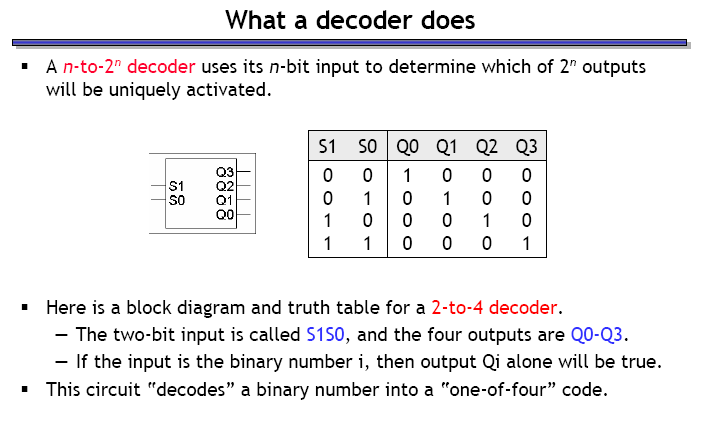 What a decoder does
▪ A n-to-2ⁿ decoder uses its n-bit input to determine which of 2ⁿ outputs
will be uniquely activated.
Q3
S1 Q2
S0 Q1
Q0
S1 S0 Q0 Q1 Q2 Q3
0 0 1 0 0 0
0 1 0 1 0 0
1 0 0 0 1 0
1 1 0 0 0 1
▪ Here is a block diagram and truth table for a 2-to-4 decoder.
— The two-bit input is called S1S0, and the four outputs are Q0-Q3.
— If the input is the binary number i, then output Qi alone will be true.
▪ This circuit "decodes" a binary number into a "one-of-four" code.